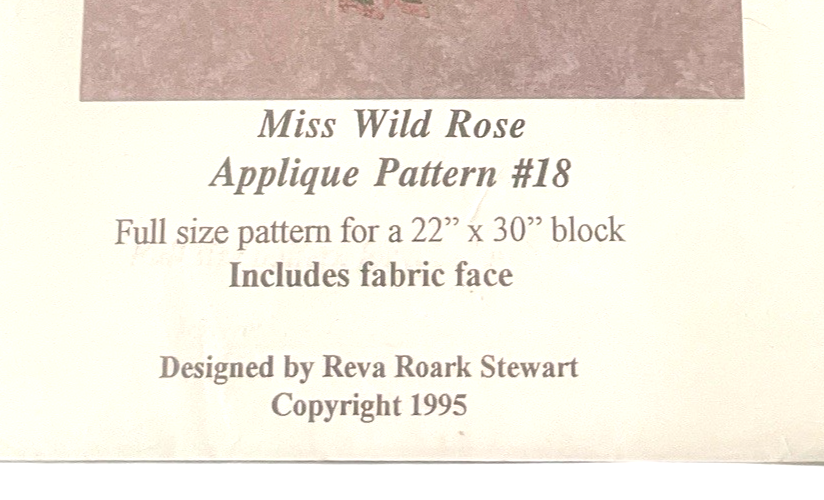 Miss Wild Rose
Applique Pattern #18
Full size pattern for a 22” x 30” block
Includes fabric face
Designed by Reva Roark Stewart
Copyright 1995